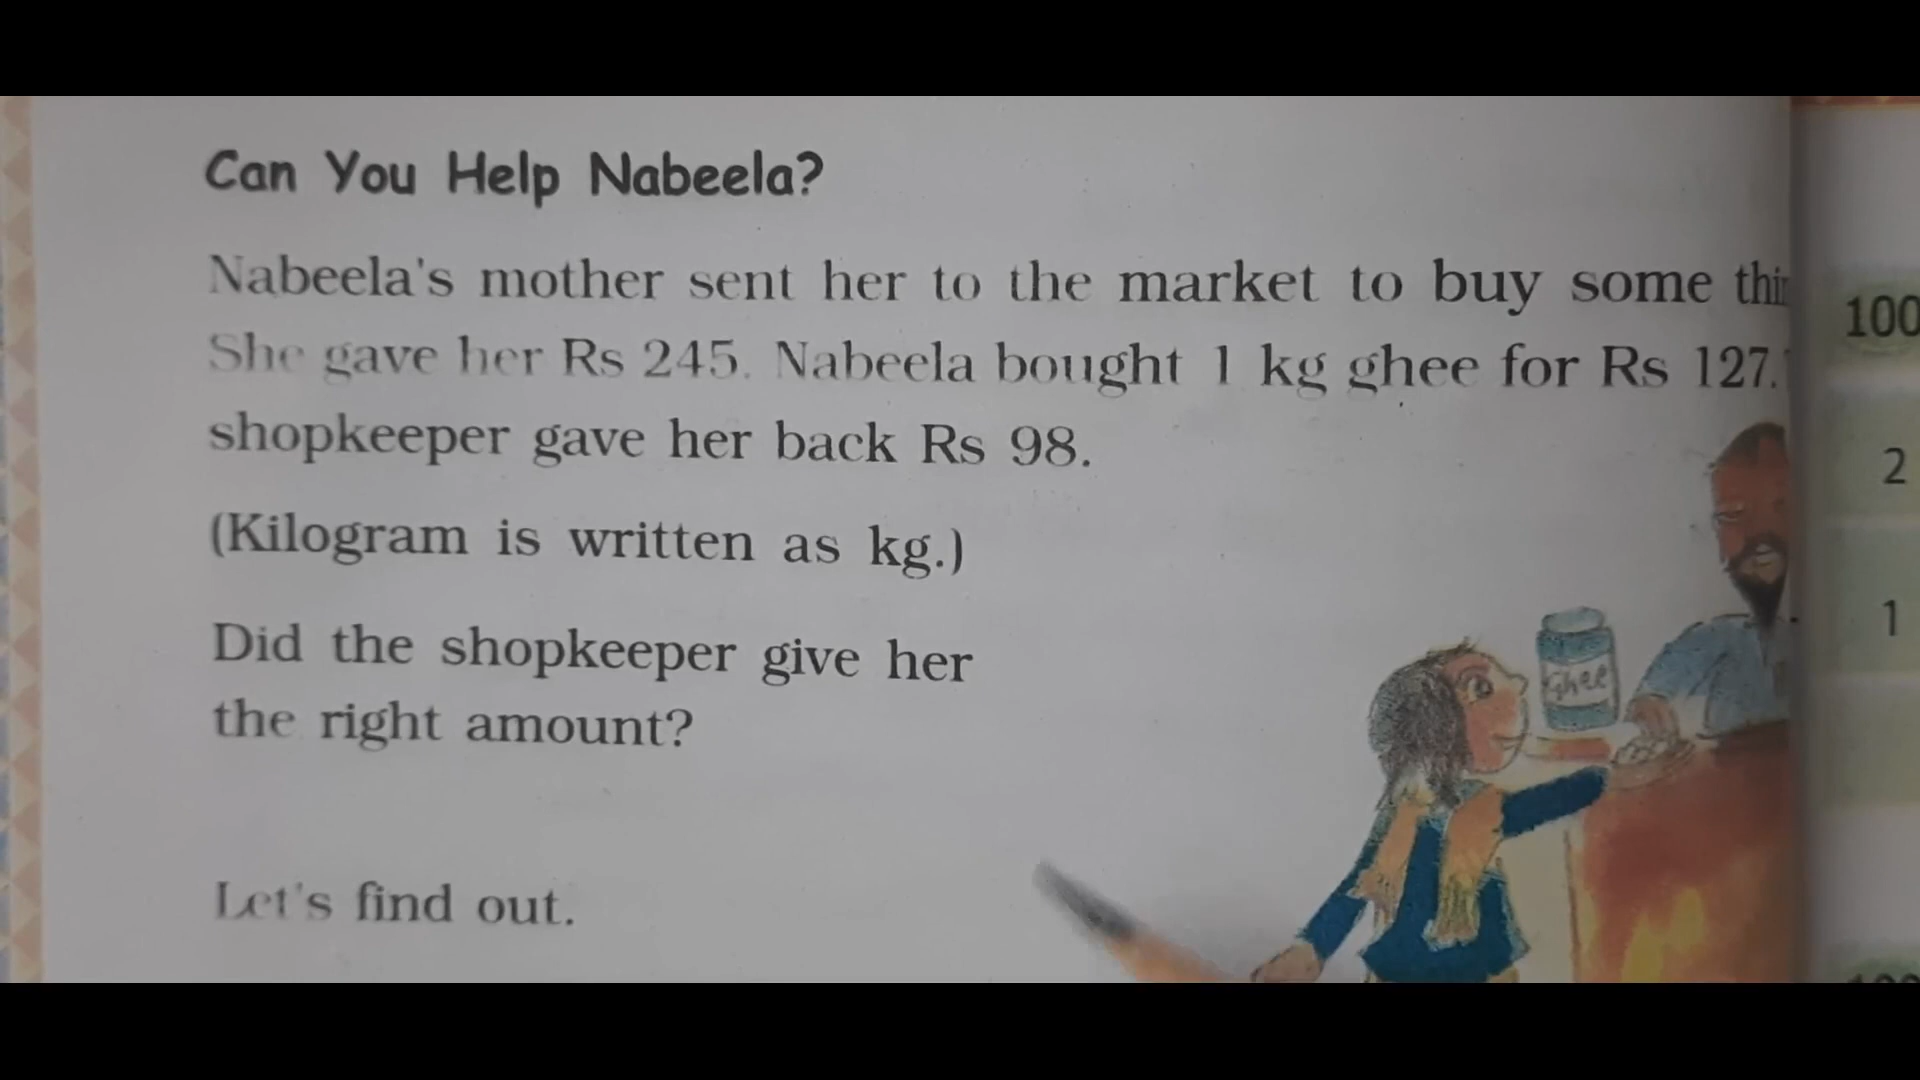 Can You Help Nabeela?
Nabeela's mother sent her to the market to buy some
She gave her Rs 245. Nabeela bought 1 kg ghee for Rs 127.
shopkeeper gave her back Rs 98.
(Kilogram is written as kg.)
Did the shopkeeper give her
the right amount?
Let's find out.
Ghee
100
2
1